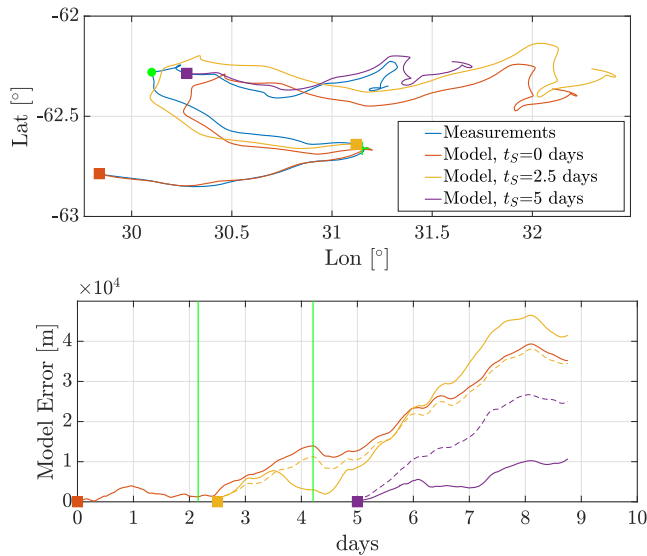 -62
-62.5
-63
Lat [°]
30
30.5
31
31.5
32
Lon [°]
Measurements
Model, t_S=0 days
Model, t_S=2.5 days
Model, t_S=5 days
×10⁴
4
3
2
1
0
Model Error [m]
0 1 2 3 4 5 6 7 8 9 10
days